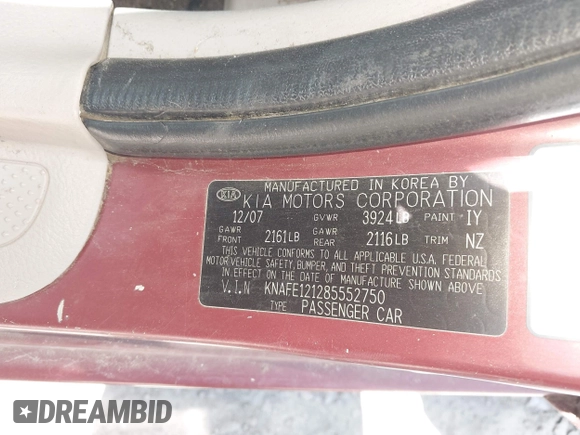 MANUFACTURED IN KOREA BY
KIA KIA MOTORS CORPORATION
12/07 GVWR 3924LB PAINT IY
GAWR FRONT 2161LB GAWR REAR 2116LB TRIM NZ
THIS VEHICLE CONFORMS TO ALL APPLICABLE U.S.A. FEDERAL
MOTOR VEHICLE SAFETY, BUMPER, AND THEFT PREVENTION STANDARDS
IN EFFECT ON THE DATE OF MANUFACTURE SHOWN ABOVE.
V.I.N KNAFE121285552750
TYPE PASSENGER CAR
DREAMBID